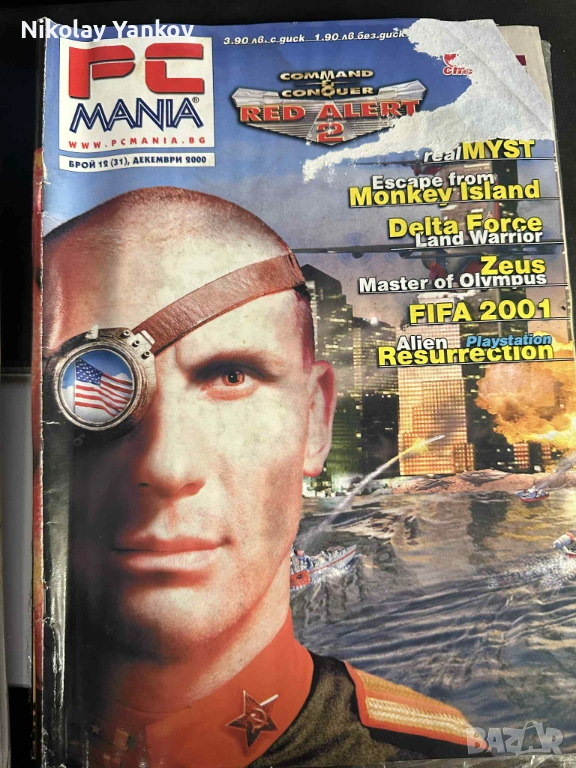 Nikolay Yankov
3.90 лв. с диск 1.90 без диск
PC
MANIA®
WWW.PCMANIA.BG
БРОЙ 12 (31), ДЕКЕМВРИ 2000
COMMAND
&
CONQUER
RED ALERT
2
realMYST
Escape from
Monkey Island
Delta Force
Land Warrior
Zeus
Master of Olympus
FIFA 2001
Alien Playstation
Resurrection
BAZAR